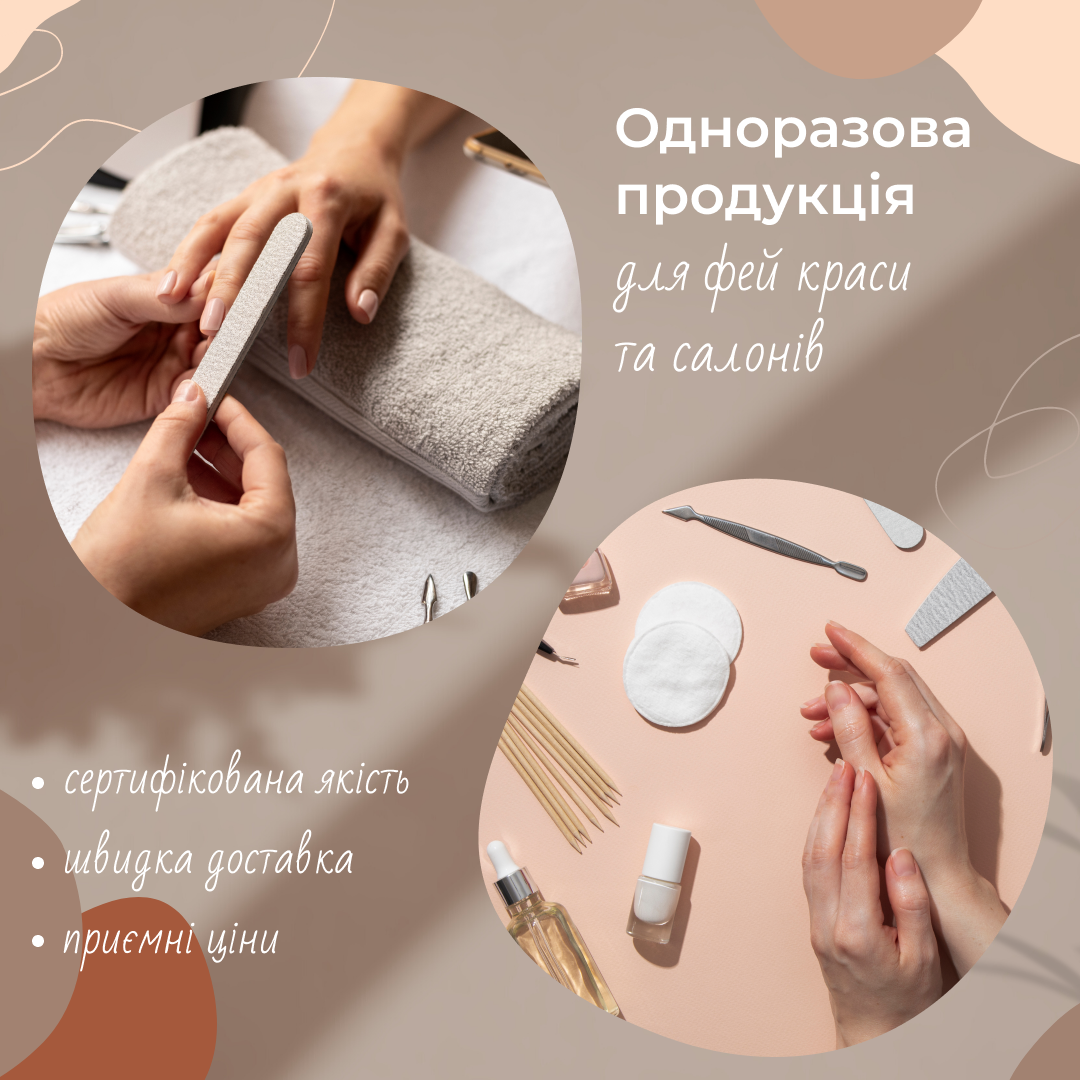 Одноразова
продукція
для фей краси
та салонів
• сертифікована якість
• швидка доставка
• приємні ціни